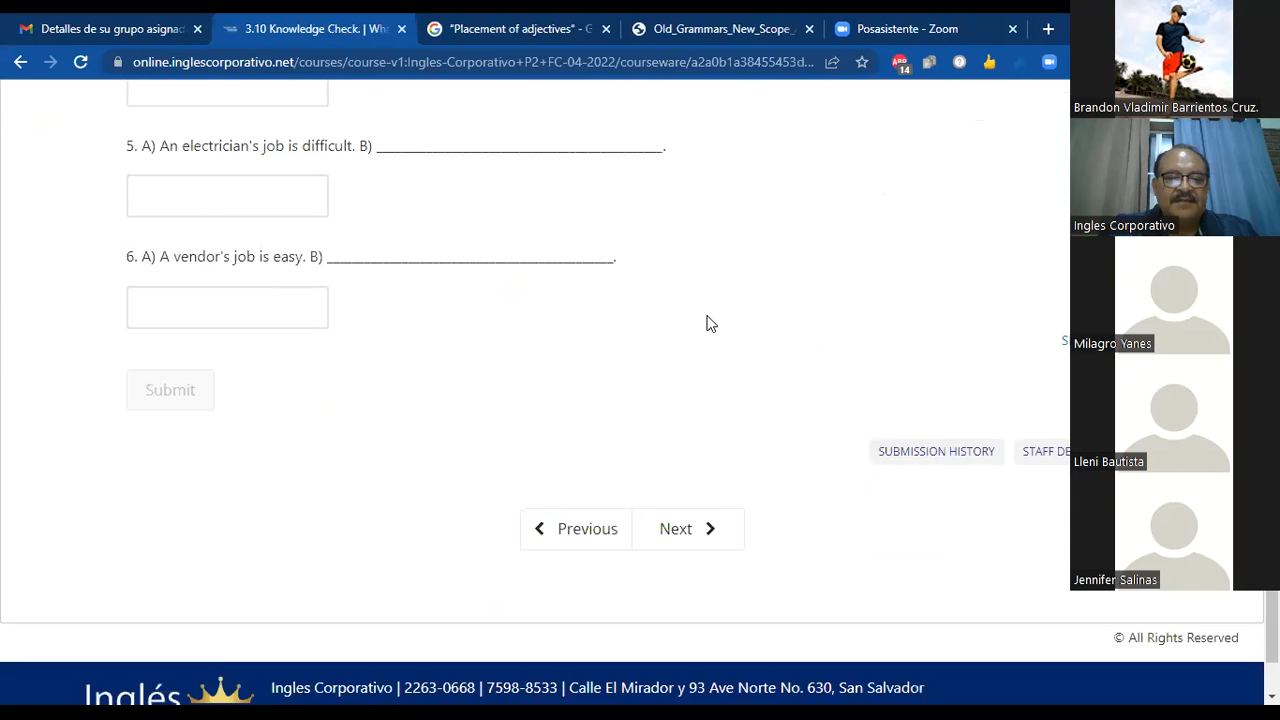 Detalles de su grupo asignad
3.10 Knowledge Check. | Wh
"Placement of adjectives" - G
Old_Grammars_New_Scope_
Posasistente - Zoom
online.inglescorporativo.net/courses/course-v1:Ingles-Corporativo+P2+FC-04-2022/courseware/a2a0b1a38455453d...
ABP
14
Brandon Vladimir Barrientos Cruz.
5. A) An electrician's job is difficult. B) ________________________________________.
Ingles Corporativo
6. A) A vendor's job is easy. B) ________________________________________.
Milagro Yanes
Submit
SUBMISSION HISTORY
STAFF DE
Lleni Bautista
Previous
Next
Jennifer Salinas
© All Rights Reserved
Inglés
Ingles Corporativo | 2263-0668 | 7598-8533 | Calle El Mirador y 93 Ave Norte No. 630, San Salvador